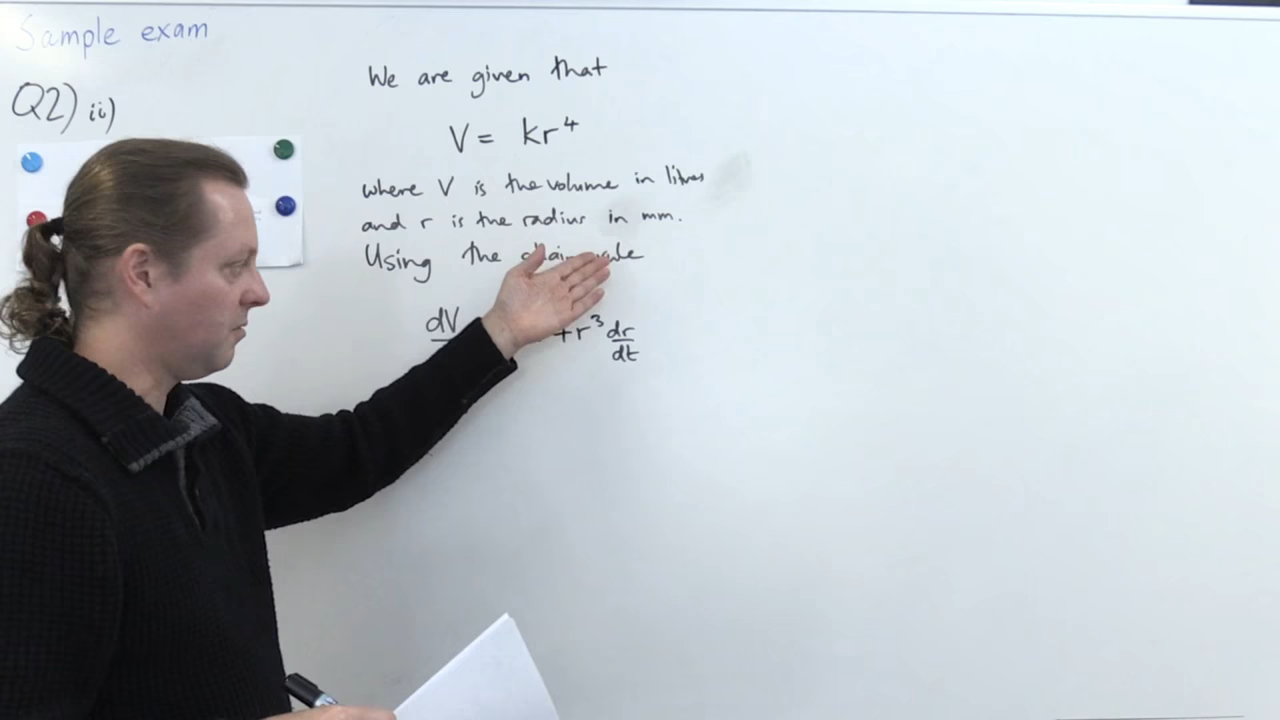 Sample exam
Q2) ii)
We are given that
V = kr⁴
where V is the volume in litres
and r is the radius in mm.
Using the
dV r³ dr
dt